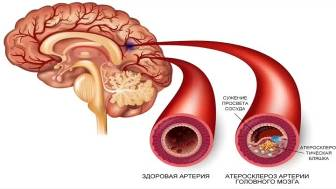 СУЖЕНИЕ
ПРОСВЕТА
СОСУДА
АТЕРОСКЛЕРО
ТИЧЕСКАЯ
БЛЯШКА
ЗДОРОВАЯ АРТЕРИЯ
АТЕРОСКЛЕРОЗ АРТЕРИИ
ГОЛОВНОГО МОЗГА